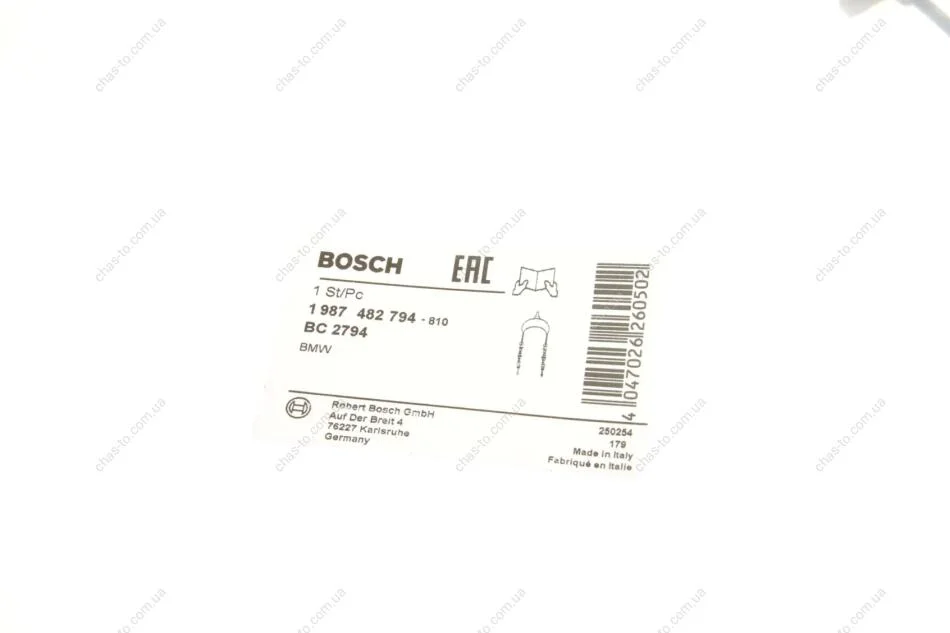 BOSCH
EAC
1 St/Pc
1 987 482 794 - 810
BC 2794
BMW
4 047026 260502
Robert Bosch GmbH
Auf Der Breit 4
76227 Karlsruhe
Germany
250254
179
Made in Italy
Fabriqué en Italie
chas-to.com.ua